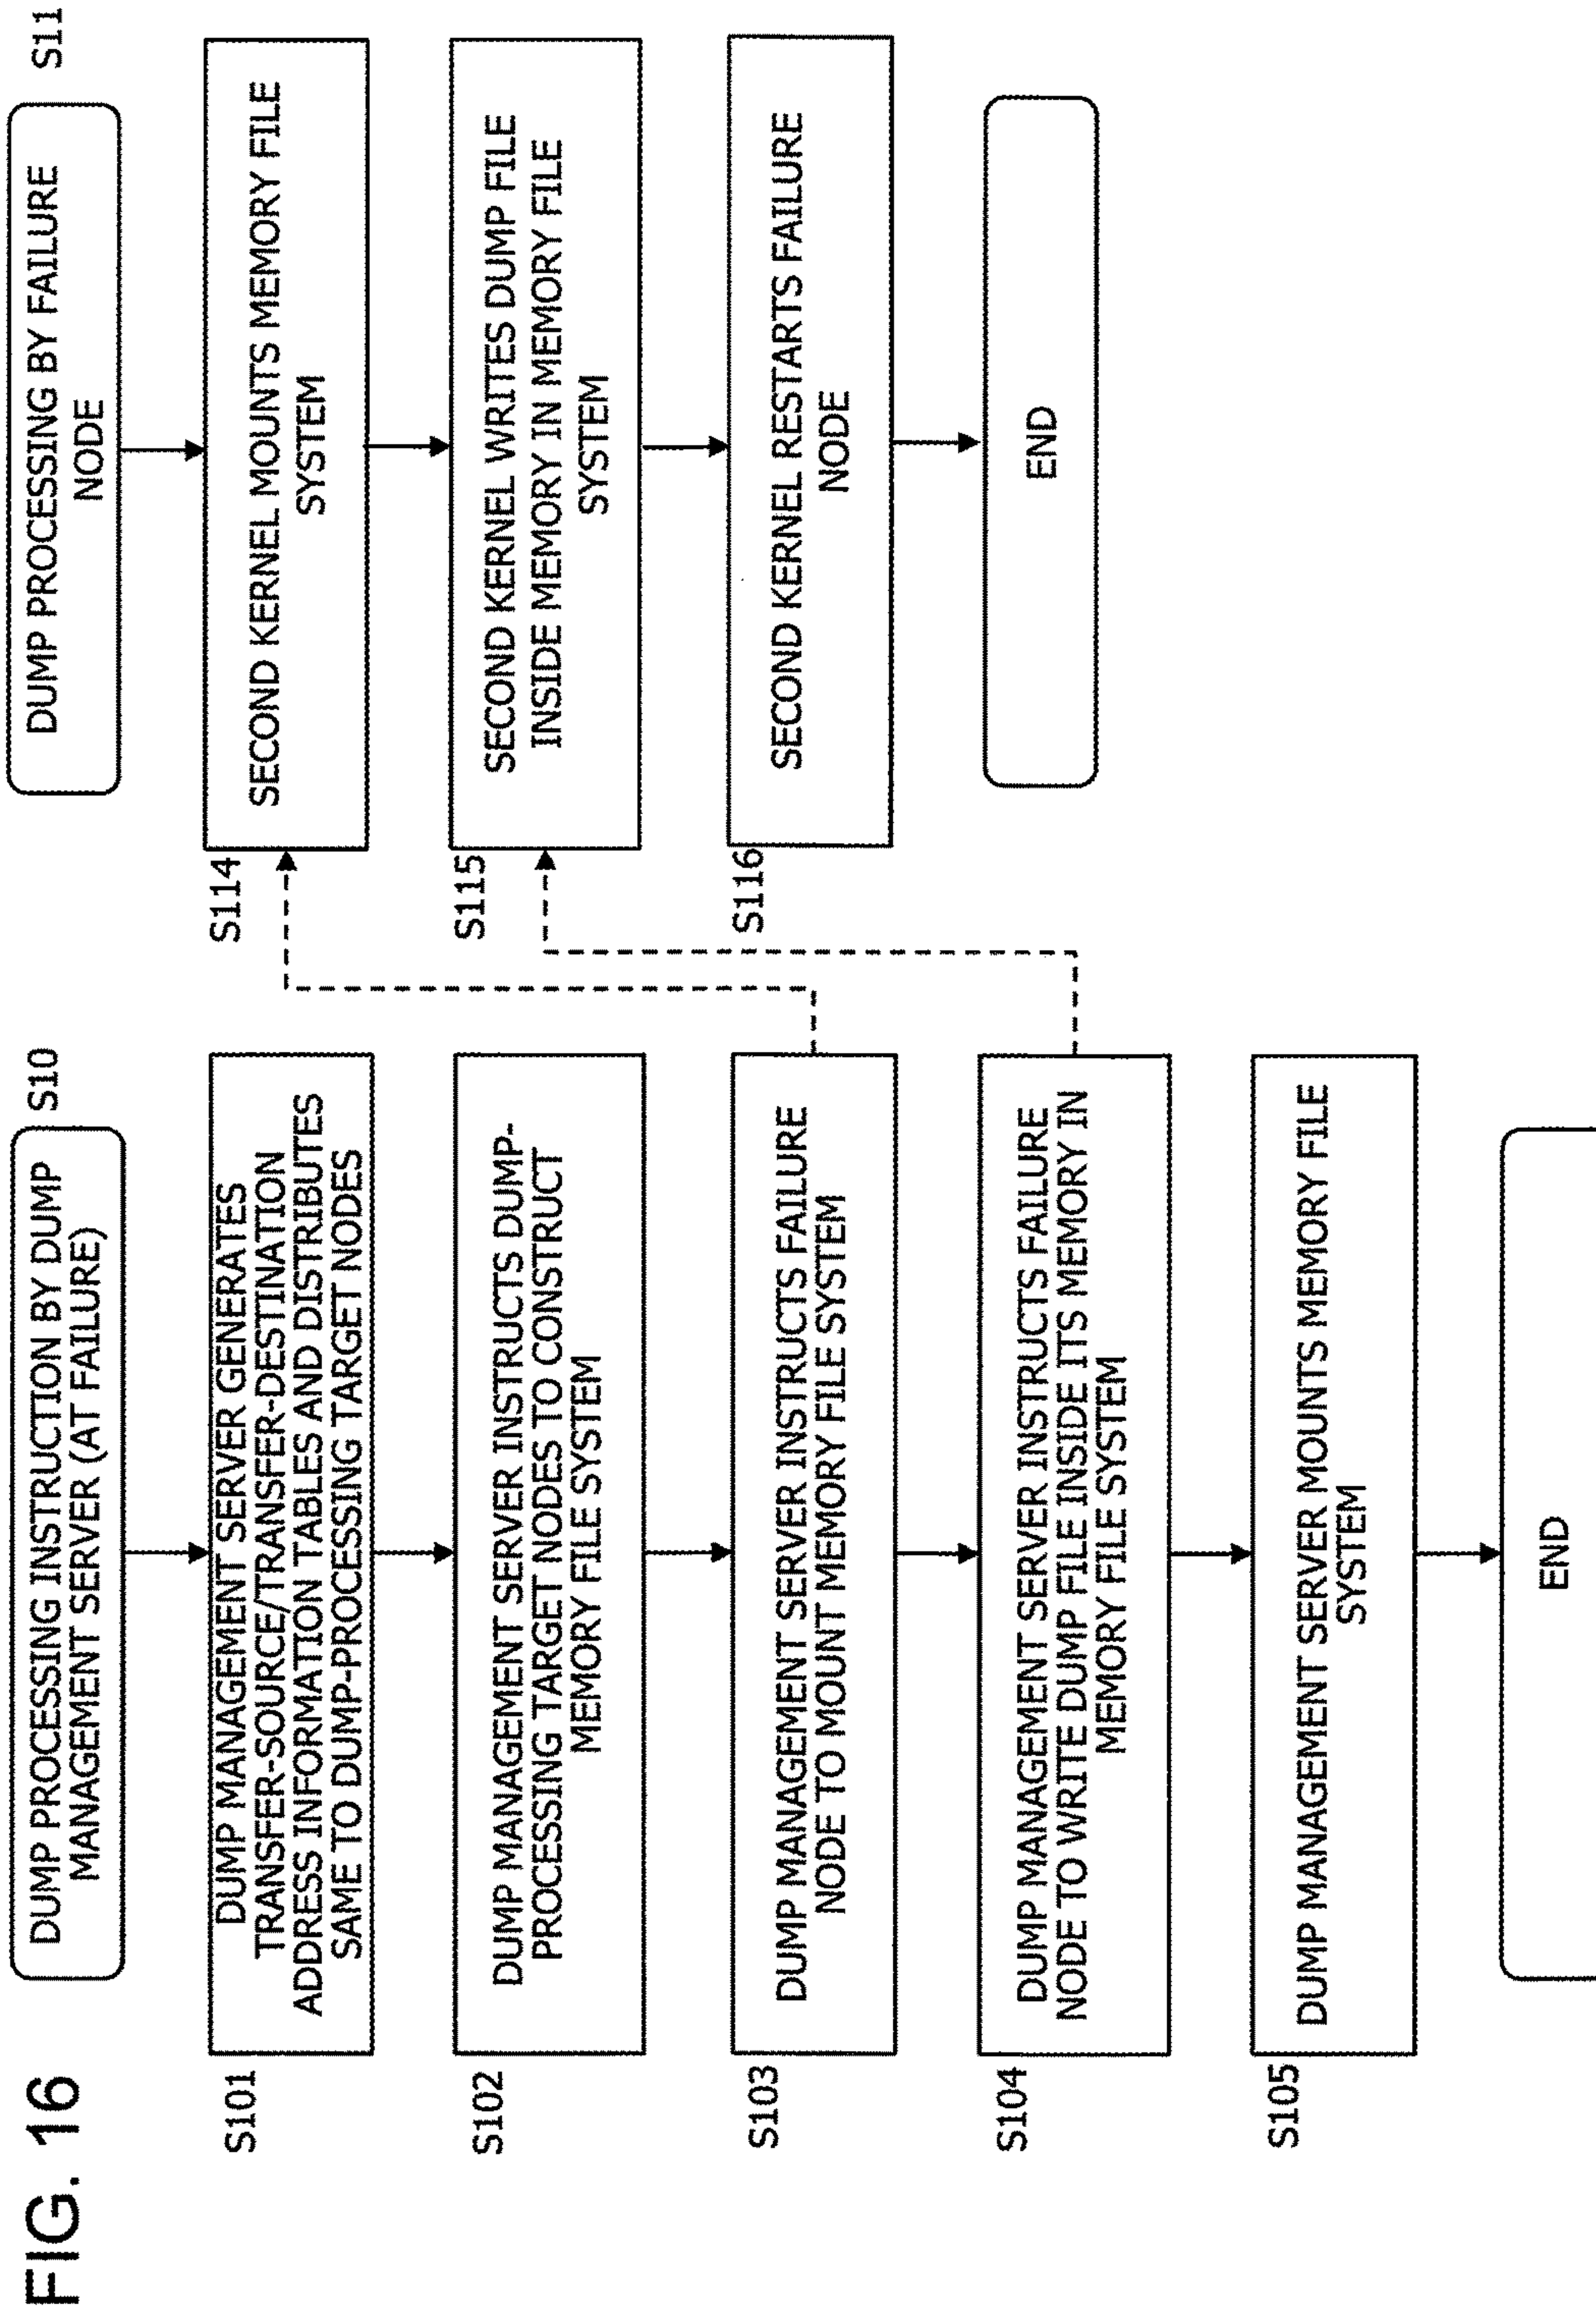 FIG. 16
DUMP PROCESSING INSTRUCTION BY DUMP
MANAGEMENT SERVER (AT FAILURE)
S10
S101
DUMP MANAGEMENT SERVER GENERATES
TRANSFER-SOURCE/TRANSFER-DESTINATION
ADDRESS INFORMATION TABLES AND DISTRIBUTES
SAME TO DUMP-PROCESSING TARGET NODES
S102
DUMP MANAGEMENT SERVER INSTRUCTS DUMP-
PROCESSING TARGET NODES TO CONSTRUCT
MEMORY FILE SYSTEM
S103
DUMP MANAGEMENT SERVER INSTRUCTS FAILURE
NODE TO MOUNT MEMORY FILE SYSTEM
S104
DUMP MANAGEMENT SERVER INSTRUCTS FAILURE
NODE TO WRITE DUMP FILE INSIDE ITS MEMORY IN
MEMORY FILE SYSTEM
S105
DUMP MANAGEMENT SERVER MOUNTS MEMORY FILE
SYSTEM
END
DUMP PROCESSING BY FAILURE
NODE
S11
S114
SECOND KERNEL MOUNTS MEMORY FILE
SYSTEM
S115
SECOND KERNEL WRITES DUMP FILE
INSIDE MEMORY IN MEMORY FILE
SYSTEM
S116
SECOND KERNEL RESTARTS FAILURE
NODE
END